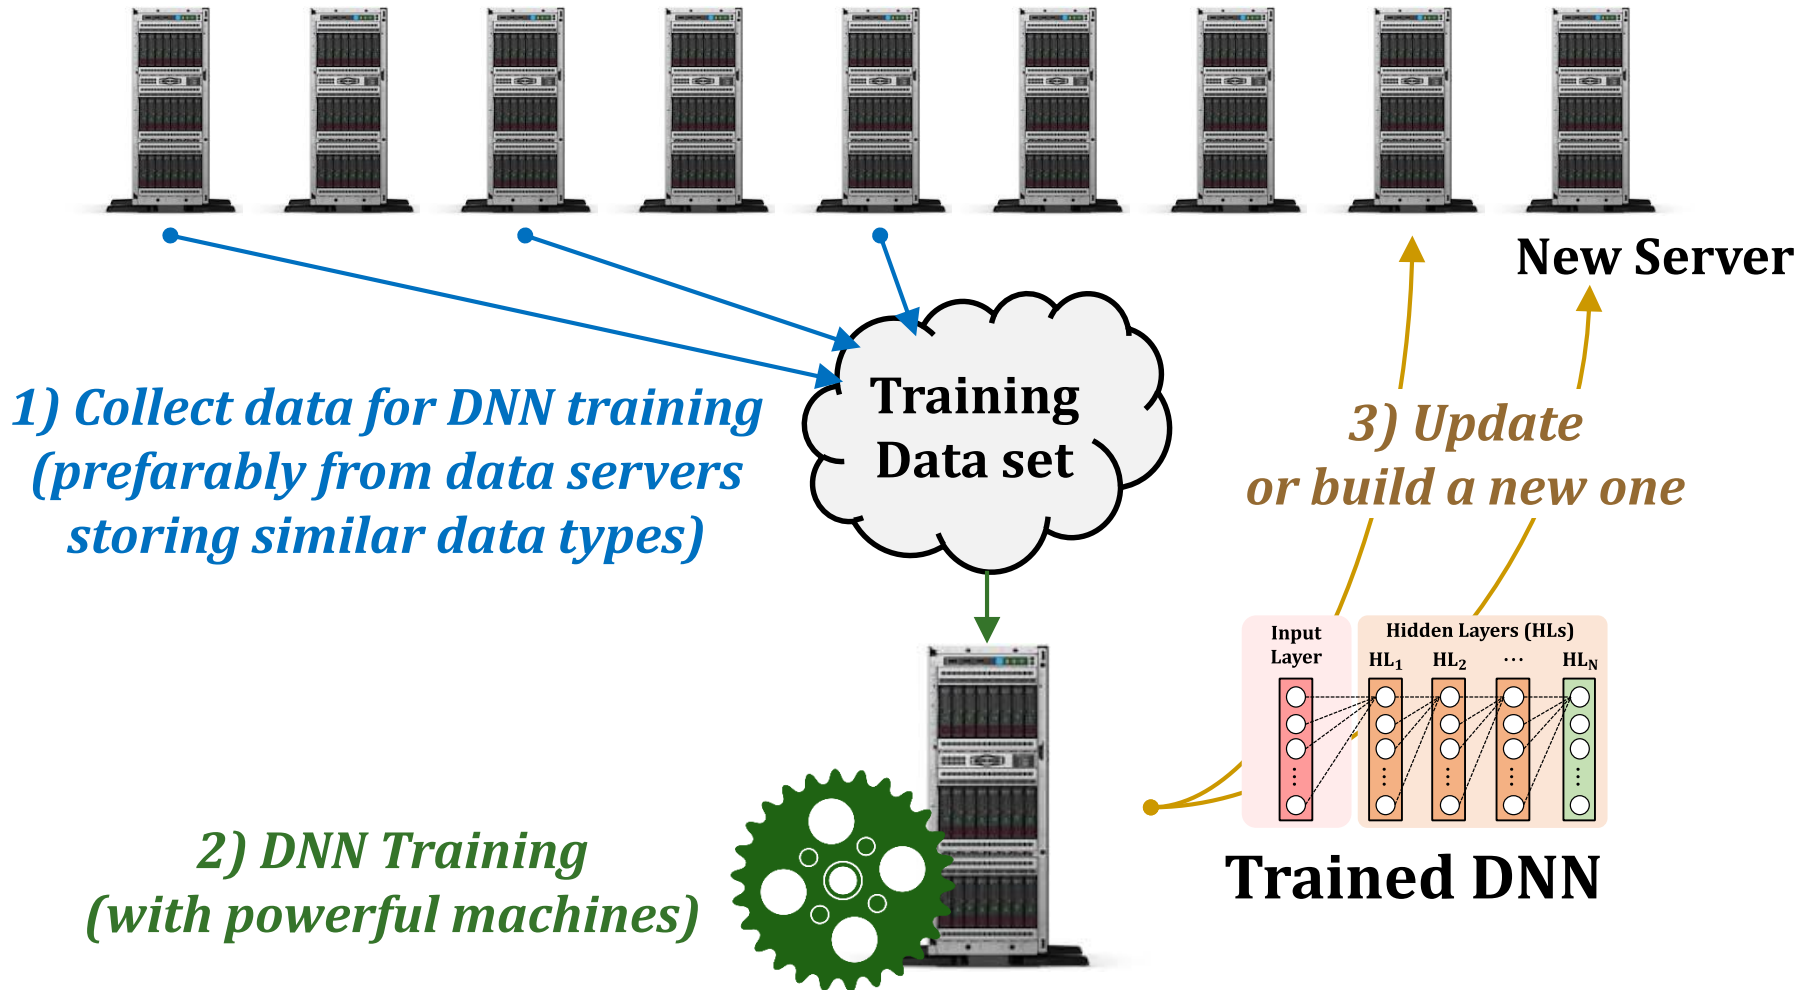 New Server
Training
Data set
1) Collect data for DNN training
(prefarably from data servers
storing similar data types)
3) Update
or build a new one
Input
Layer
Hidden Layers (HLs)
HL₁ HL₂ ⋯ HL_N
2) DNN Training
(with powerful machines)
Trained DNN